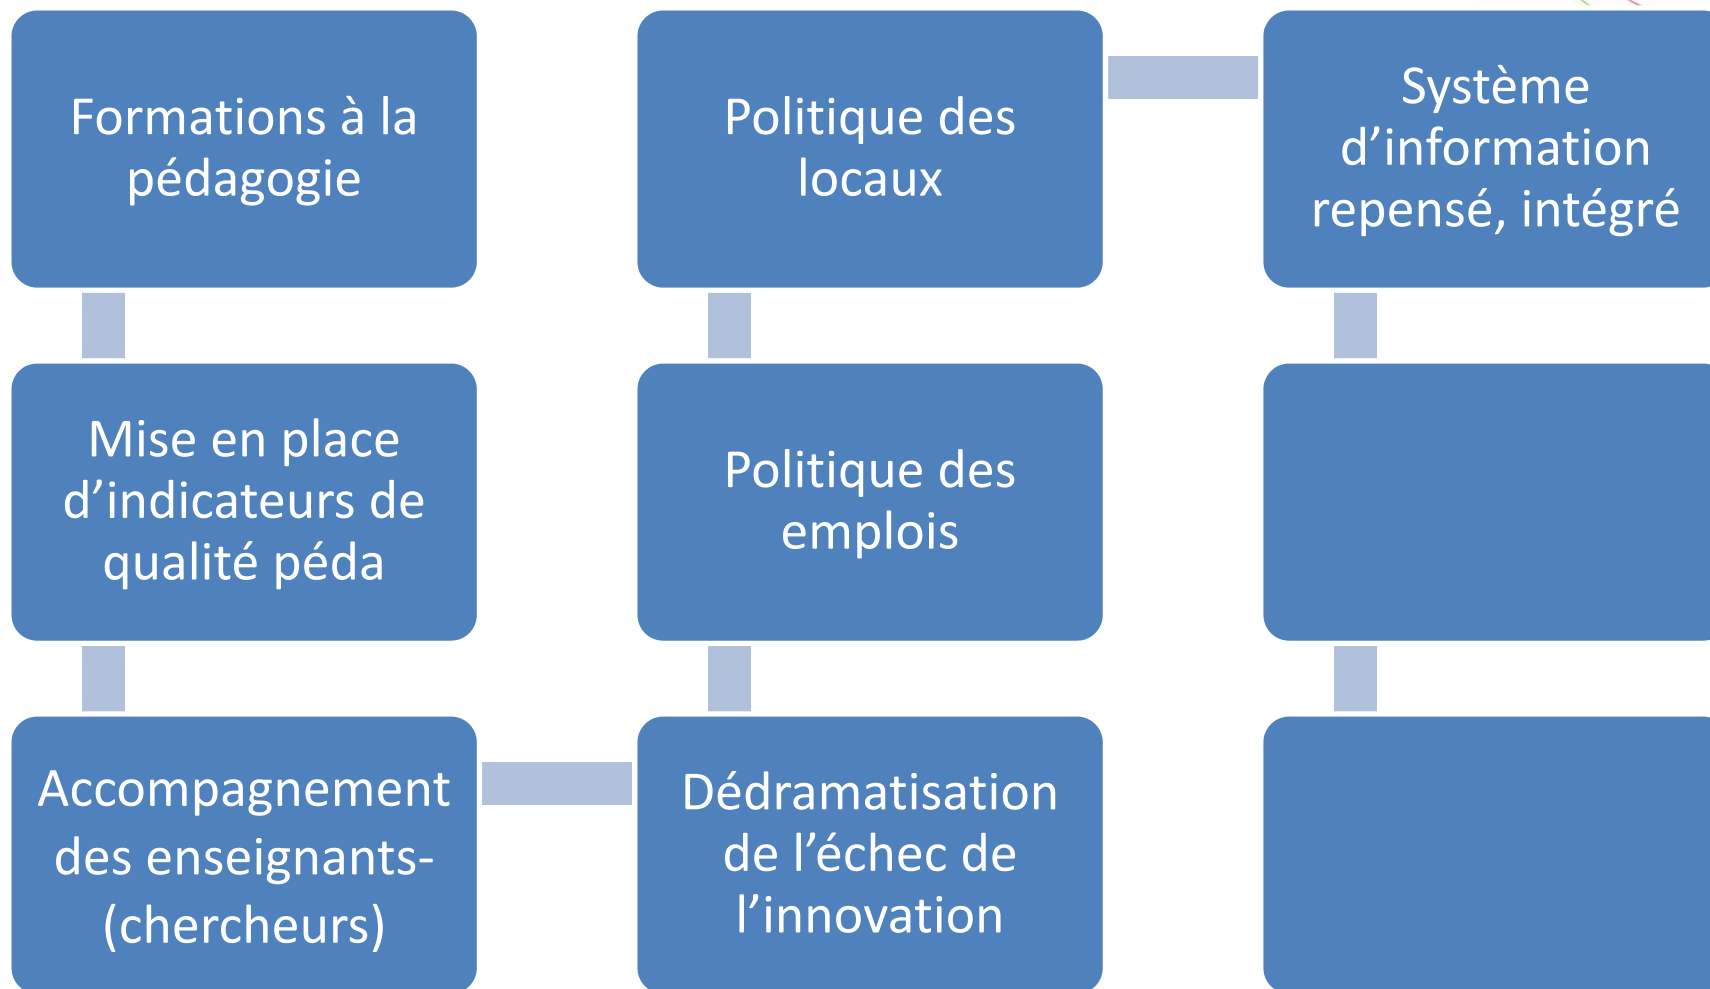 Formations à la
pédagogie
Mise en place
d’indicateurs de
qualité péda
Accompagnement
des enseignants-
(chercheurs)
Dédramatisation
de l’échec de
l’innovation
Politique des
emplois
Politique des
locaux
Système
d’information
repensé, intégré